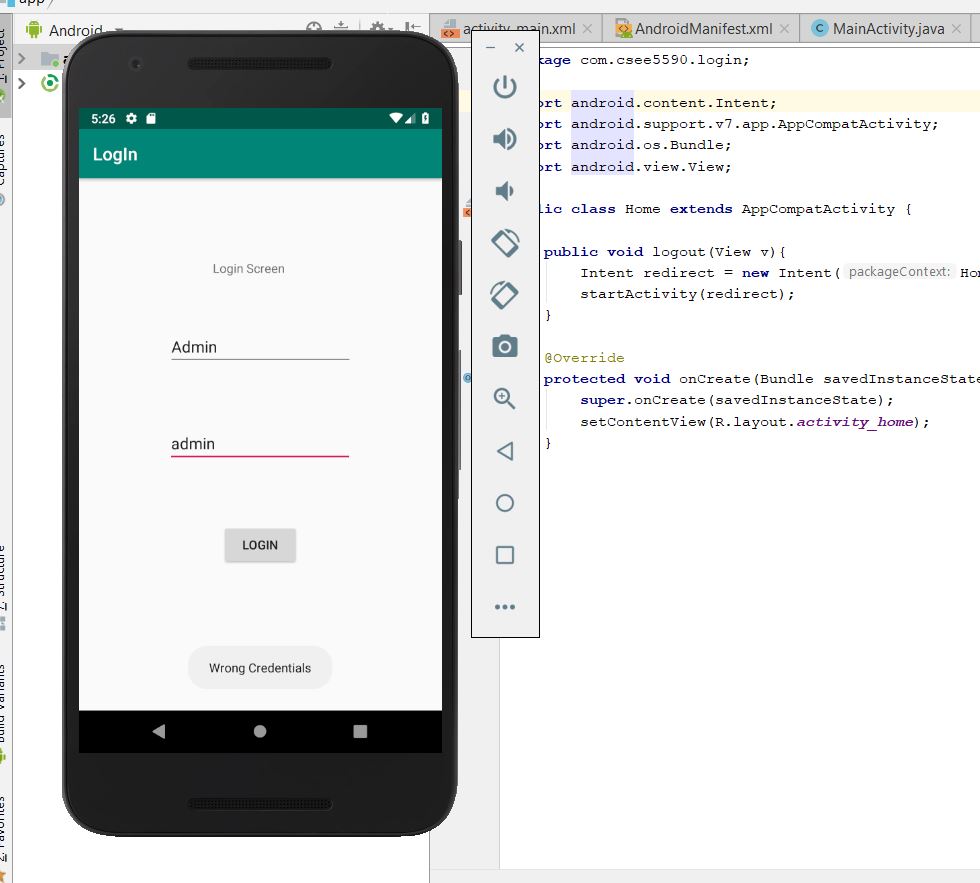 app
Android
activity_main.xml
AndroidManifest.xml
MainActivity.java
Project
Captures
Z: Structure
Build Variants
Favorites
5:26
LogIn
Login Screen
Admin
admin
LOGIN
Wrong Credentials
kage com.csee5590.login;
ort android.content.Intent;
ort android.support.v7.app.AppCompatActivity;
ort android.os.Bundle;
ort android.view.View;
lic class Home extends AppCompatActivity {
public void logout(View v){
Intent redirect = new Intent( packageContext: Hom
startActivity(redirect);
}
@Override
protected void onCreate(Bundle savedInstanceState
super.onCreate(savedInstanceState);
setContentView(R.layout.activity_home);
}